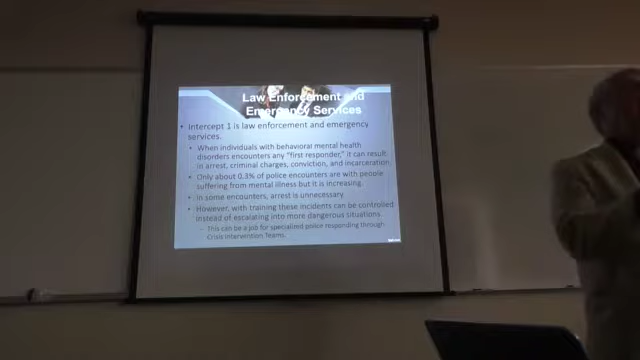 Law Enforcement and
Emergency Services
• Intercept 1 is law enforcement and emergency
services.
• When individuals with behavioral mental health
disorders encounters any "first responder," it can result
in arrest, criminal charges, conviction, and incarceration.
• Only about 0.3% of police encounters are with people
suffering from mental illness but it is increasing.
• In some encounters, arrest is unnecessary
• However, with training these incidents can be controlled
instead of escalating into more dangerous situations.
– This can be a job for specialized police responding through
Crisis Intervention Teams.